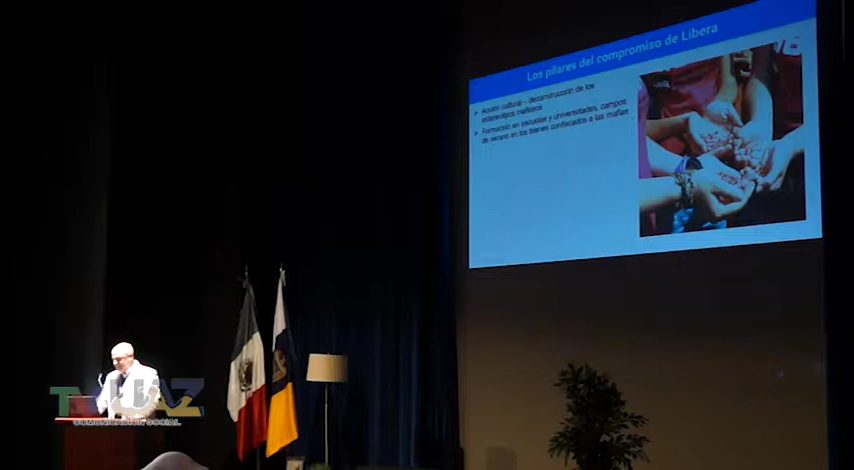 Los pilares del compromiso de Libera
➤ Acción cultural – deconstrucción de los
estereotipos mafiosos
➤ Formación en escuelas y universidades, campos
de verano en los bienes confiscados a las mafias
TVUAZ
COMUNICACIÓN SOCIAL